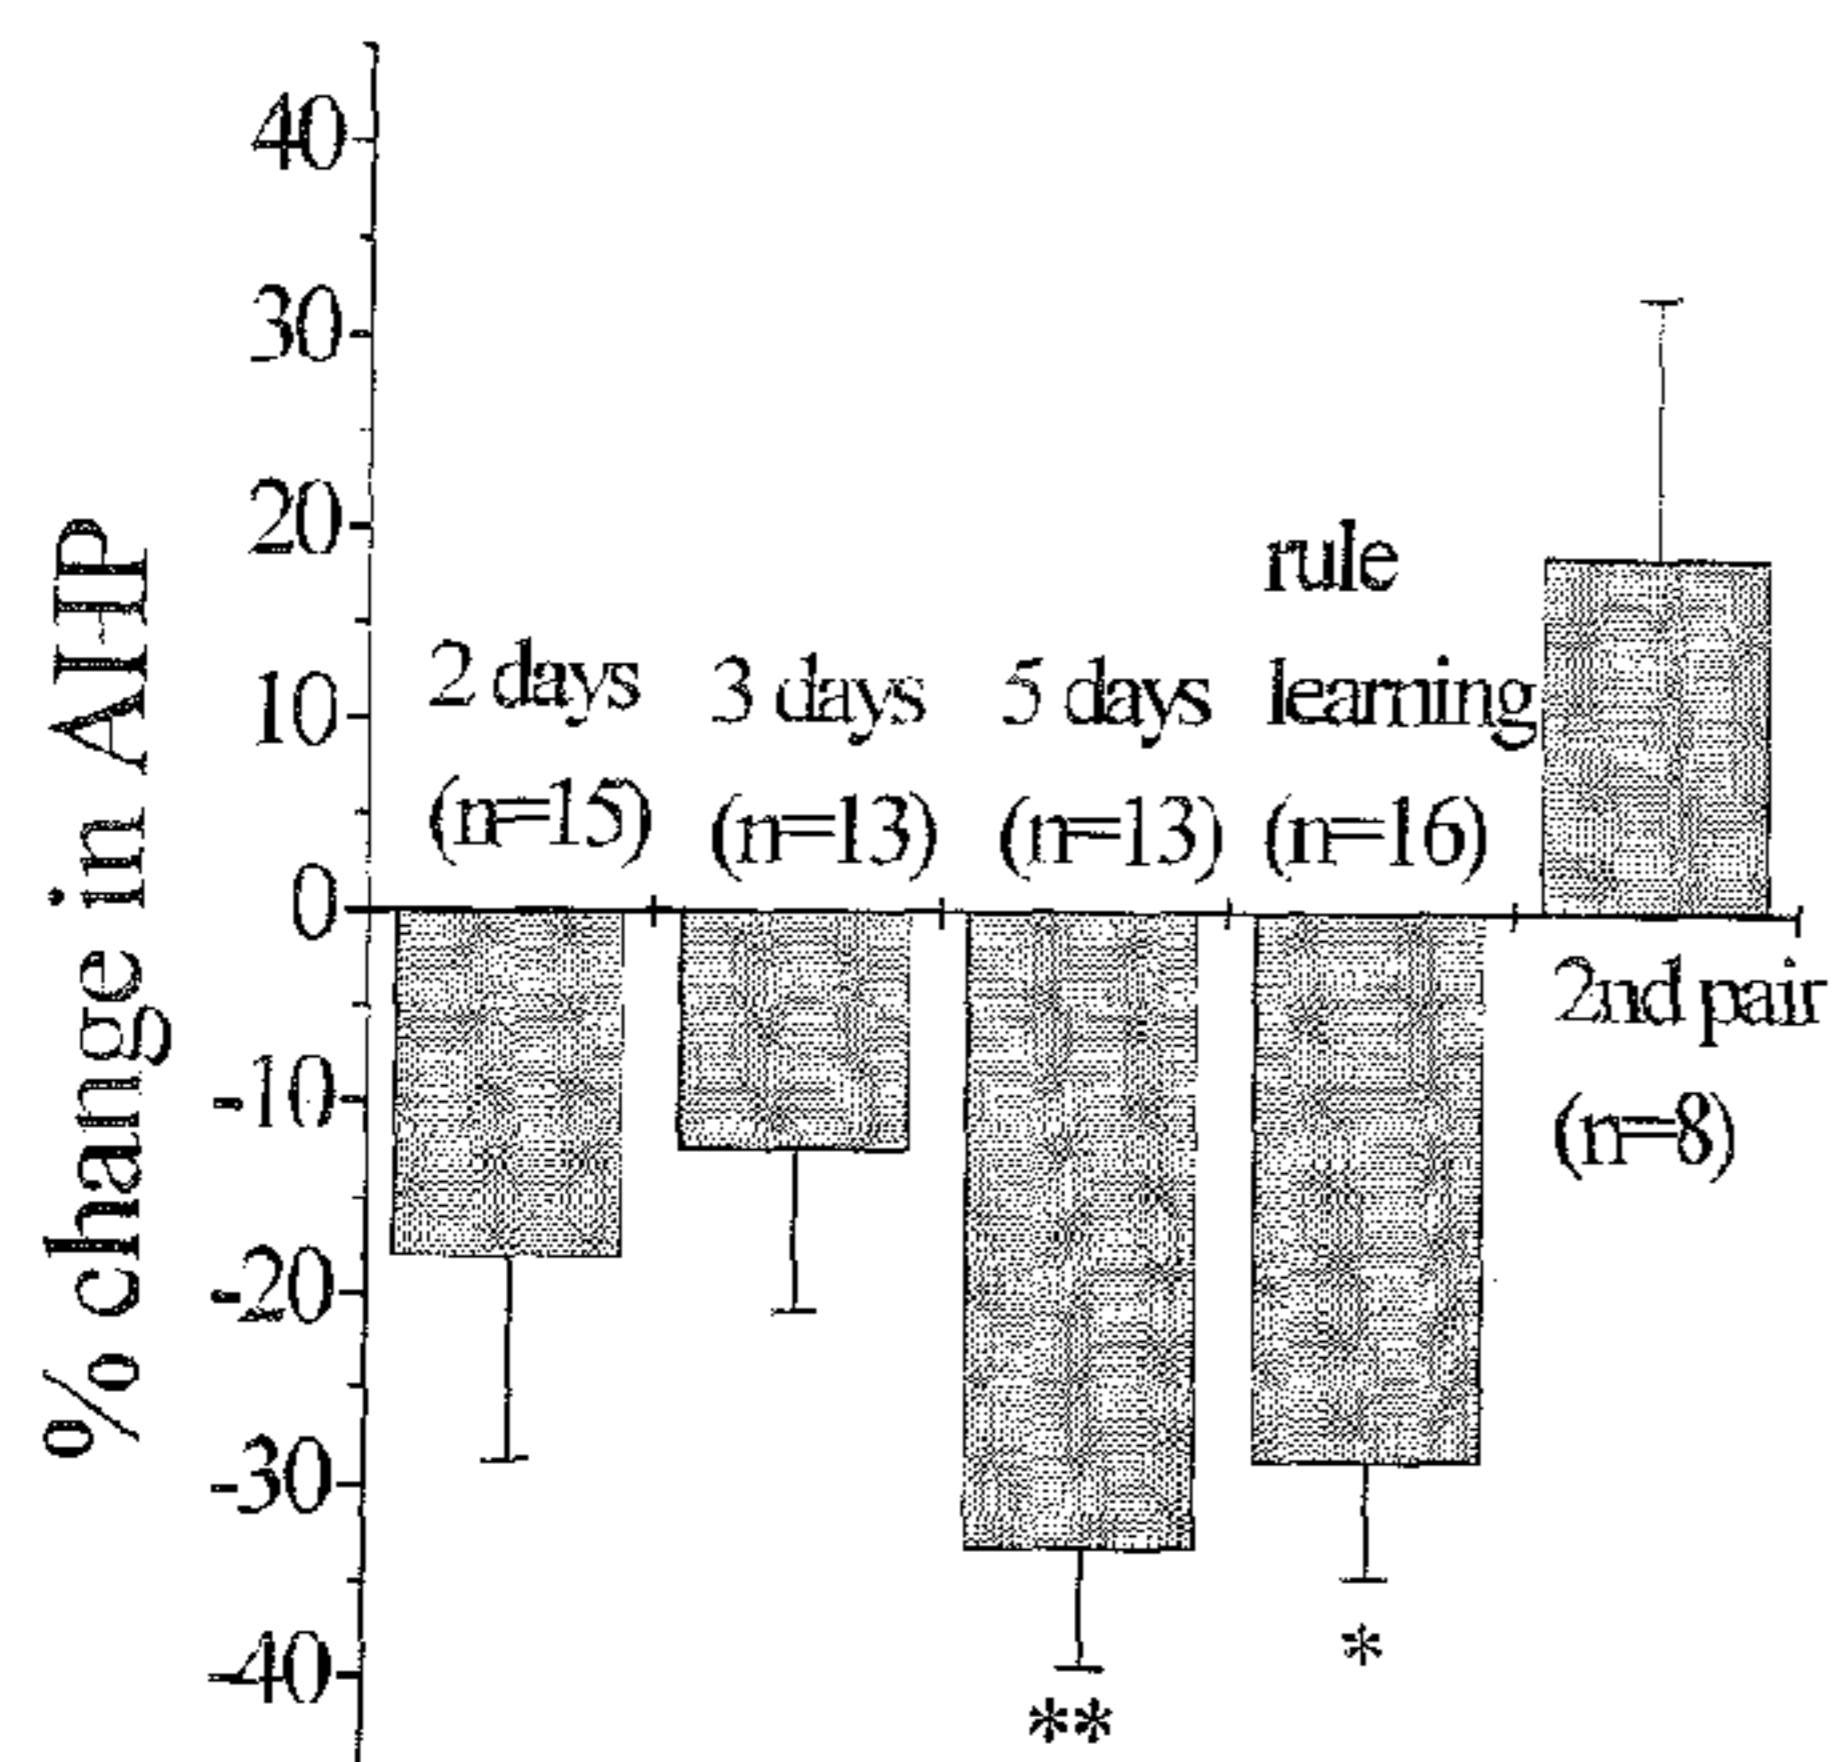 % change in AHP
40
30
20
10
0
-10
-20
-30
-40
2 days
(n=15)
3 days
(n=13)
5 days
(n=13)
rule
learning
(n=16)
2nd pair
(n=8)
**
*